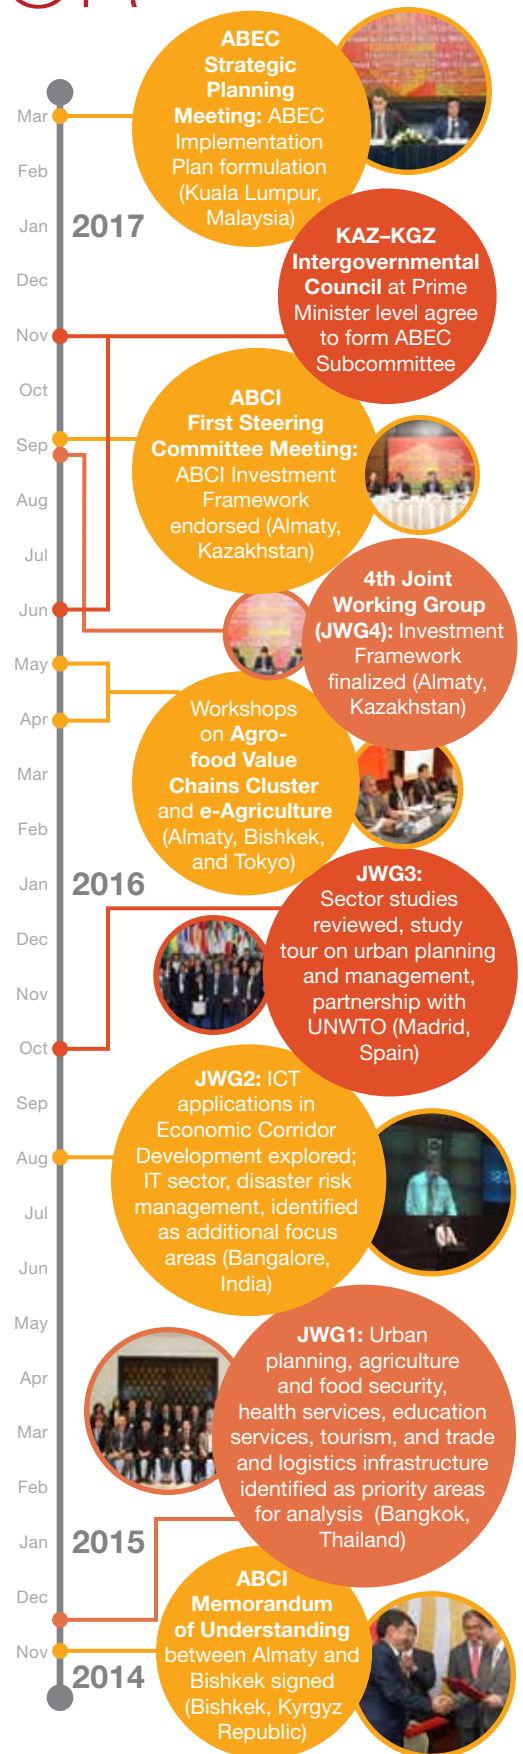 ABEC
Strategic
Planning
Meeting: ABEC
Implementation
Plan formulation
(Kuala Lumpur,
Malaysia)
Mar
Feb
Jan
2017
KAZ–KGZ
Intergovernmental
Council at Prime
Minister level agree
to form ABEC
Subcommittee
Dec
Nov
Oct
ABCI
First Steering
Committee Meeting:
ABCI Investment
Framework
endorsed (Almaty,
Kazakhstan)
Sep
Aug
Jul
4th Joint
Working Group
(JWG4): Investment
Framework
finalized (Almaty,
Kazakhstan)
Jun
May
Apr
Workshops
on Agro-
food Value
Chains Cluster
and e-Agriculture
(Almaty, Bishkek,
and Tokyo)
Mar
Feb
Jan
2016
JWG3:
Sector studies
reviewed, study
tour on urban planning
and management,
partnership with
UNWTO (Madrid,
Spain)
Dec
Nov
Oct
JWG2: ICT
applications in
Economic Corridor
Development explored;
IT sector, disaster risk
management, identified
as additional focus
areas (Bangalore,
India)
Sep
Aug
Jul
Jun
May
JWG1: Urban
planning, agriculture
and food security,
health services, education
services, tourism, and trade
and logistics infrastructure
identified as priority areas
for analysis (Bangkok,
Thailand)
Apr
Mar
Feb
Jan
2015
Dec
ABCI
Memorandum
of Understanding
between Almaty and
Bishkek signed
(Bishkek, Kyrgyz
Republic)
Nov
2014